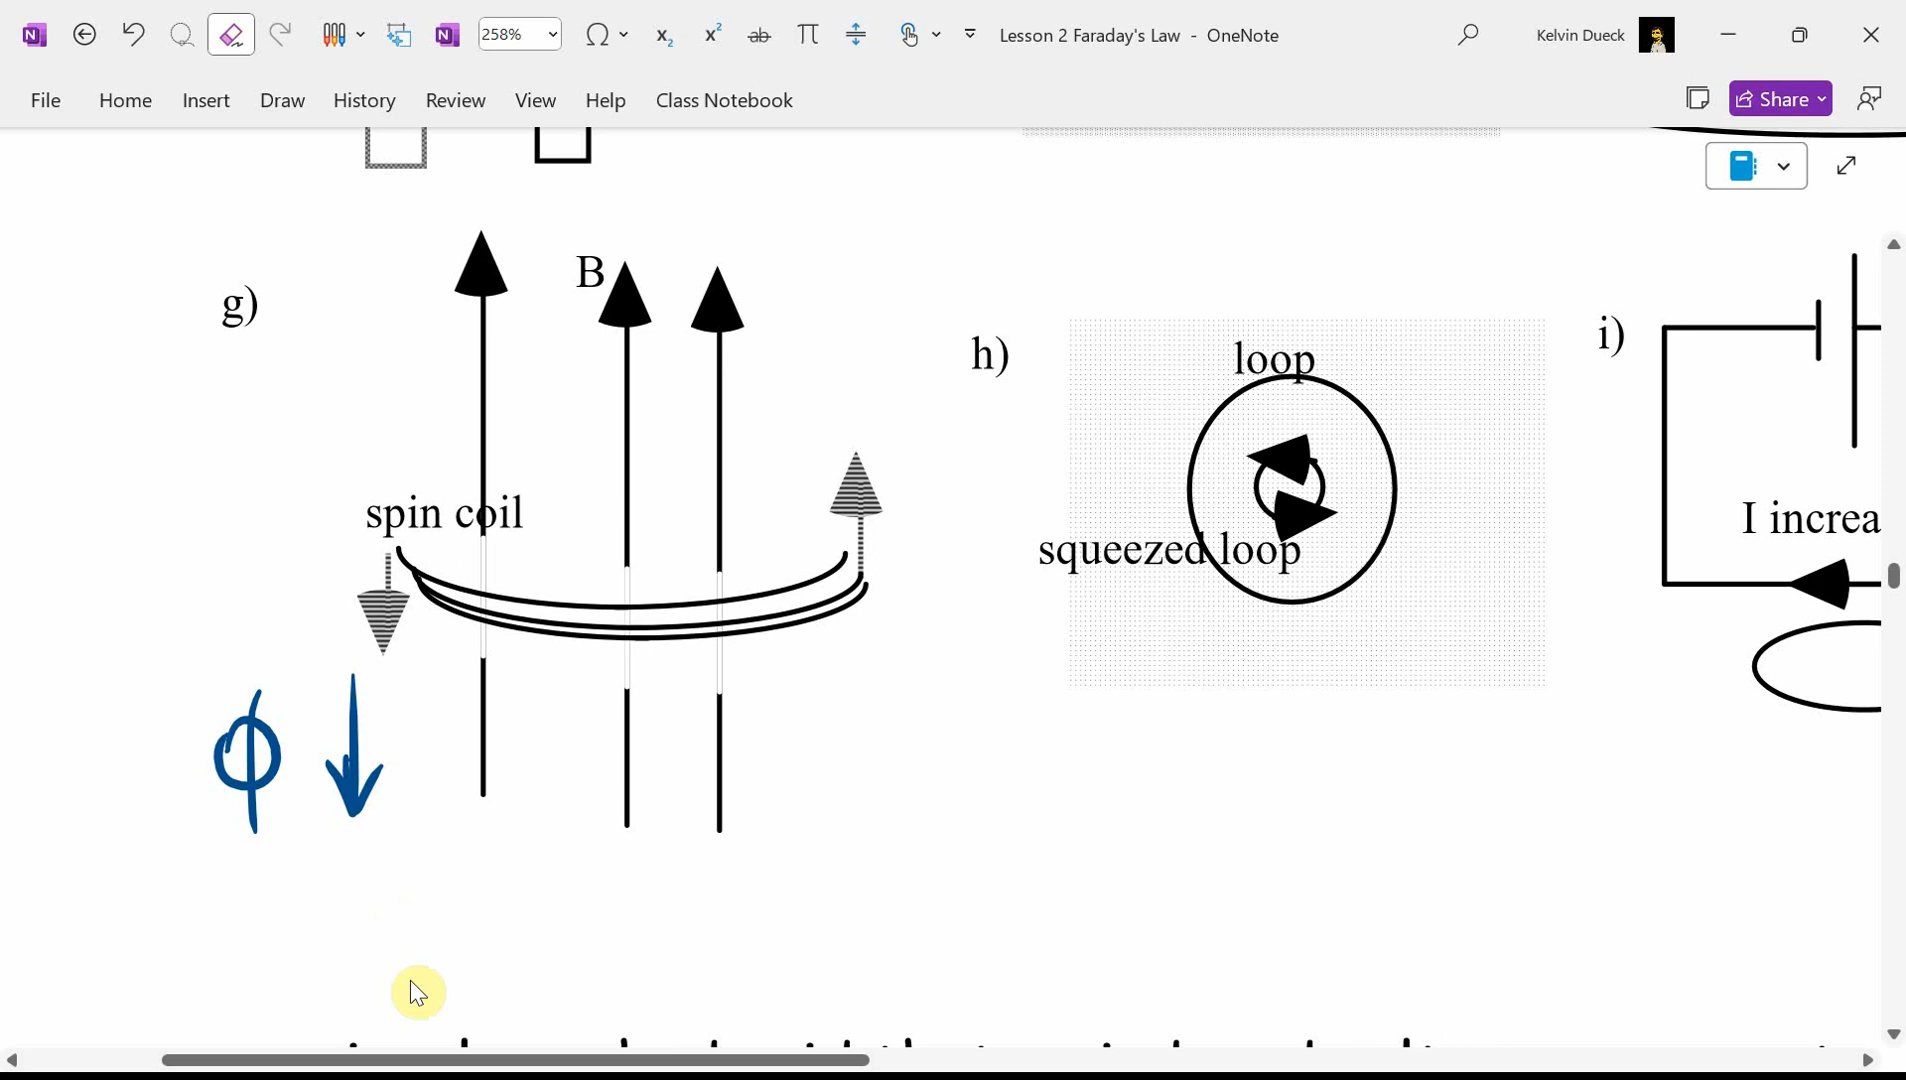 258%
Lesson 2 Faraday's Law - OneNote
Kelvin Dueck
File Home Insert Draw History Review View Help Class Notebook
Share
g)
B
spin coil
ϕ ↓
h)
loop
squeezed loop
i)
I increa